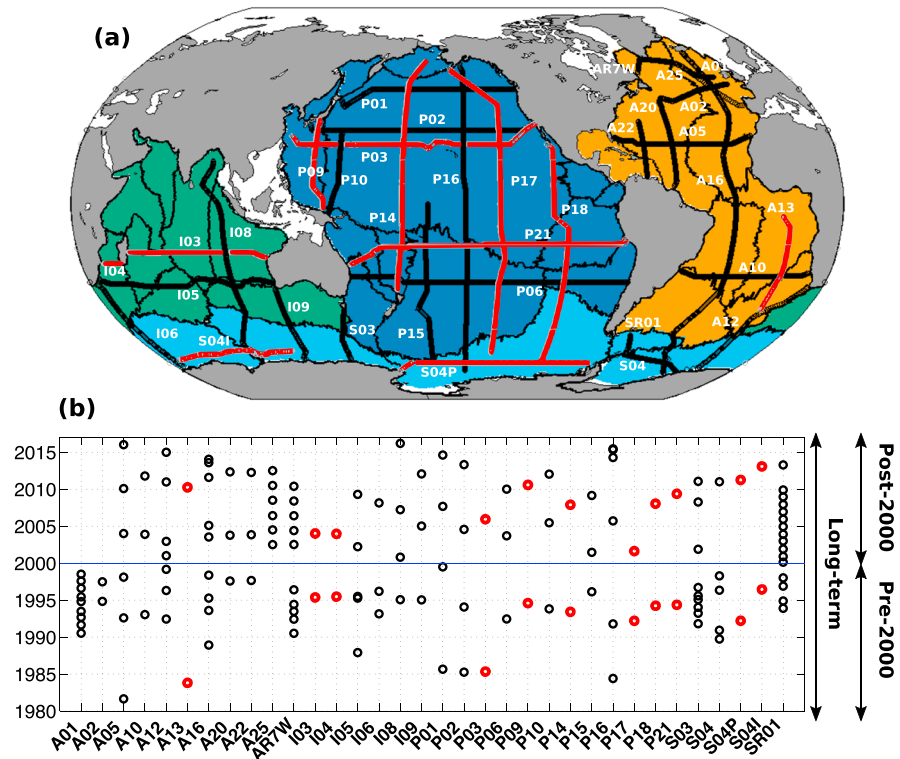 (a)
AR7W
A01
A25
P01
A20
A02
P02
A22
A05
P03
P09
P10
P16
P17
A16
P14
P18
A13
I03
I08
P21
I04
A10
I05
P06
I09
I06
S04I
S03
P15
SR01
A12
S04P
S04
(b)
2015
2010
2005
2000
1995
1990
1985
1980
Long-term
Post-2000
Pre-2000
A01 A02 A05 A10 A12 A13 A16 A20 A22 A25 AR7W I03 I04 I05 I06 I08 I09 P01 P02 P03 P06 P09 P10 P14 P15 P16 P17 P18 P21 S03 S04 S04P S04I SR01